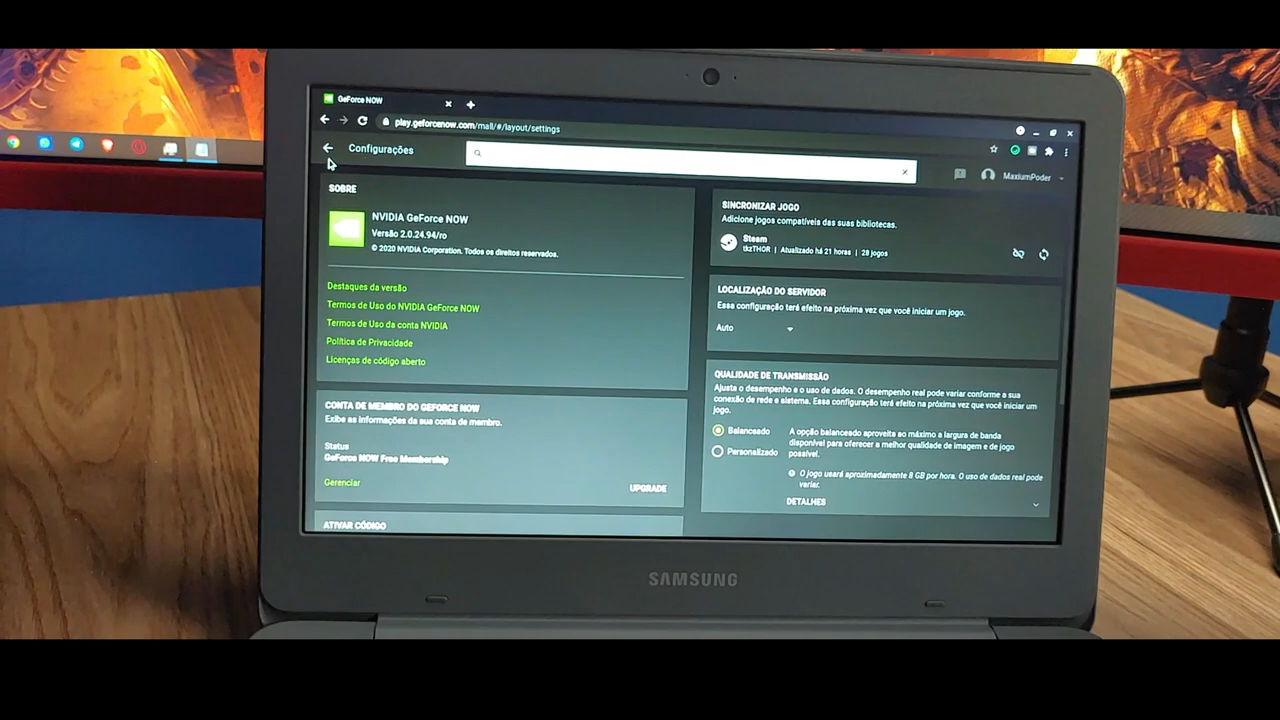 GeForce NOW
play.geforcenow.com/mall/#/layout/settings
Configurações
MaxiumPoder
SOBRE
NVIDIA GeForce NOW
Versão 2.0.24.94/ro
© 2020 NVIDIA Corporation. Todos os direitos reservados.
Destaques da versão
Termos de Uso do NVIDIA GeForce NOW
Termos de Uso da conta NVIDIA
Política de Privacidade
Licenças de código aberto
CONTA DE MEMBRO DO GEFORCE NOW
Exibe as informações da sua conta de membro.
Status
GeForce NOW Free Membership
Gerenciar
UPGRADE
ATIVAR CÓDIGO
SINCRONIZAR JOGO
Adicione jogos compatíveis das suas bibliotecas.
Steam
tkzTHOR | Atualizado há 21 horas | 28 jogos
LOCALIZAÇÃO DO SERVIDOR
Essa configuração terá efeito na próxima vez que você iniciar um jogo.
Auto
QUALIDADE DE TRANSMISSÃO
Ajusta o desempenho e o uso de dados. O desempenho real pode variar conforme a sua
conexão de rede e sistema. Essa configuração terá efeito na próxima vez que você iniciar um
jogo.
Balanceado
A opção balanceado aproveita ao máximo a largura de banda
disponível para oferecer a melhor qualidade de imagem e de jogo
possível.
Personalizado
O jogo usará aproximadamente 8 GB por hora. O uso de dados real pode
variar.
DETALHES
SAMSUNG